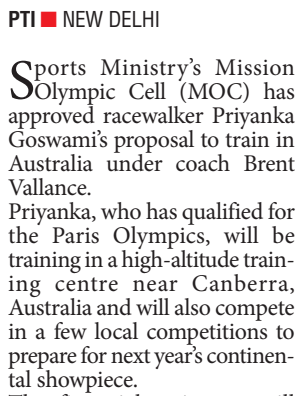 PTI ■ NEW DELHI
Sports Ministry's Mission
Olympic Cell (MOC) has
approved racewalker Priyanka
Goswami's proposal to train in
Australia under coach Brent
Vallance.
Priyanka, who has qualified for
the Paris Olympics, will be
training in a high-altitude train-
ing centre near Canberra,
Australia and will also compete
in a few local competitions to
prepare for next year's continen-
tal showpiece.